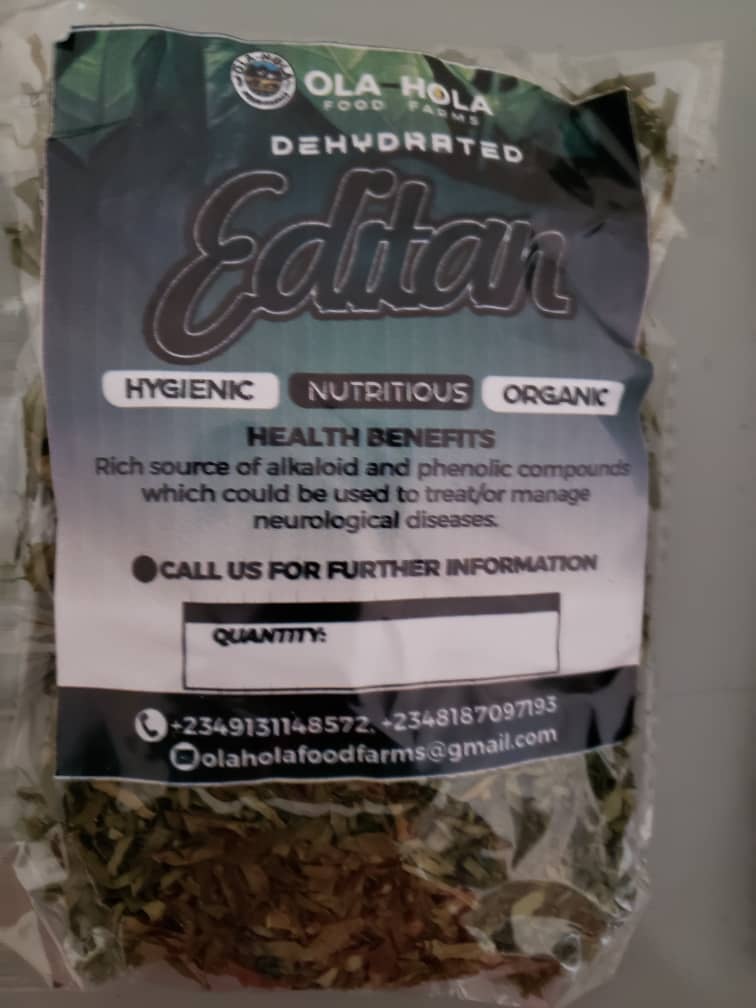 OLA HOLA
FOOD FARMS
DEHYDRATED
Editan
HYGIENIC NUTRITIOUS ORGANIC
HEALTH BENEFITS
Rich source of alkaloid and phenolic compounds
which could be used to treat/or manage
neurological diseases.
CALL US FOR FURTHER INFORMATION
QUANTITY:
+2349131148572, +2348187097193
olaholafoodfarms@gmail.com